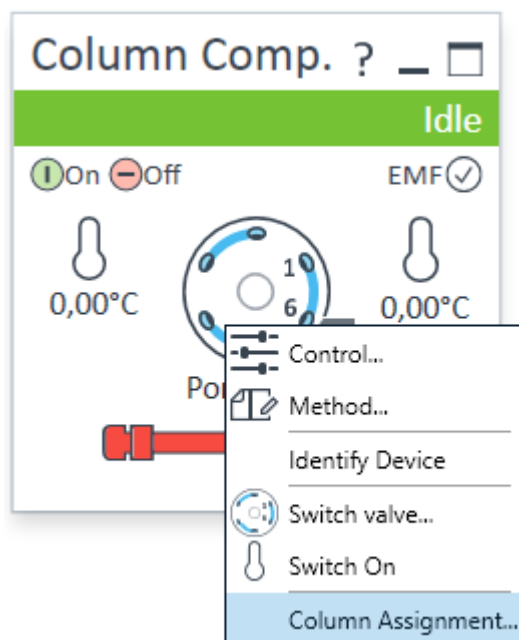 Column Comp. ?
Idle
On Off EMF
1
0,00°C 6 0,00°C
Control...
Method...
Identify Device
Switch valve...
Switch On
Column Assignment...